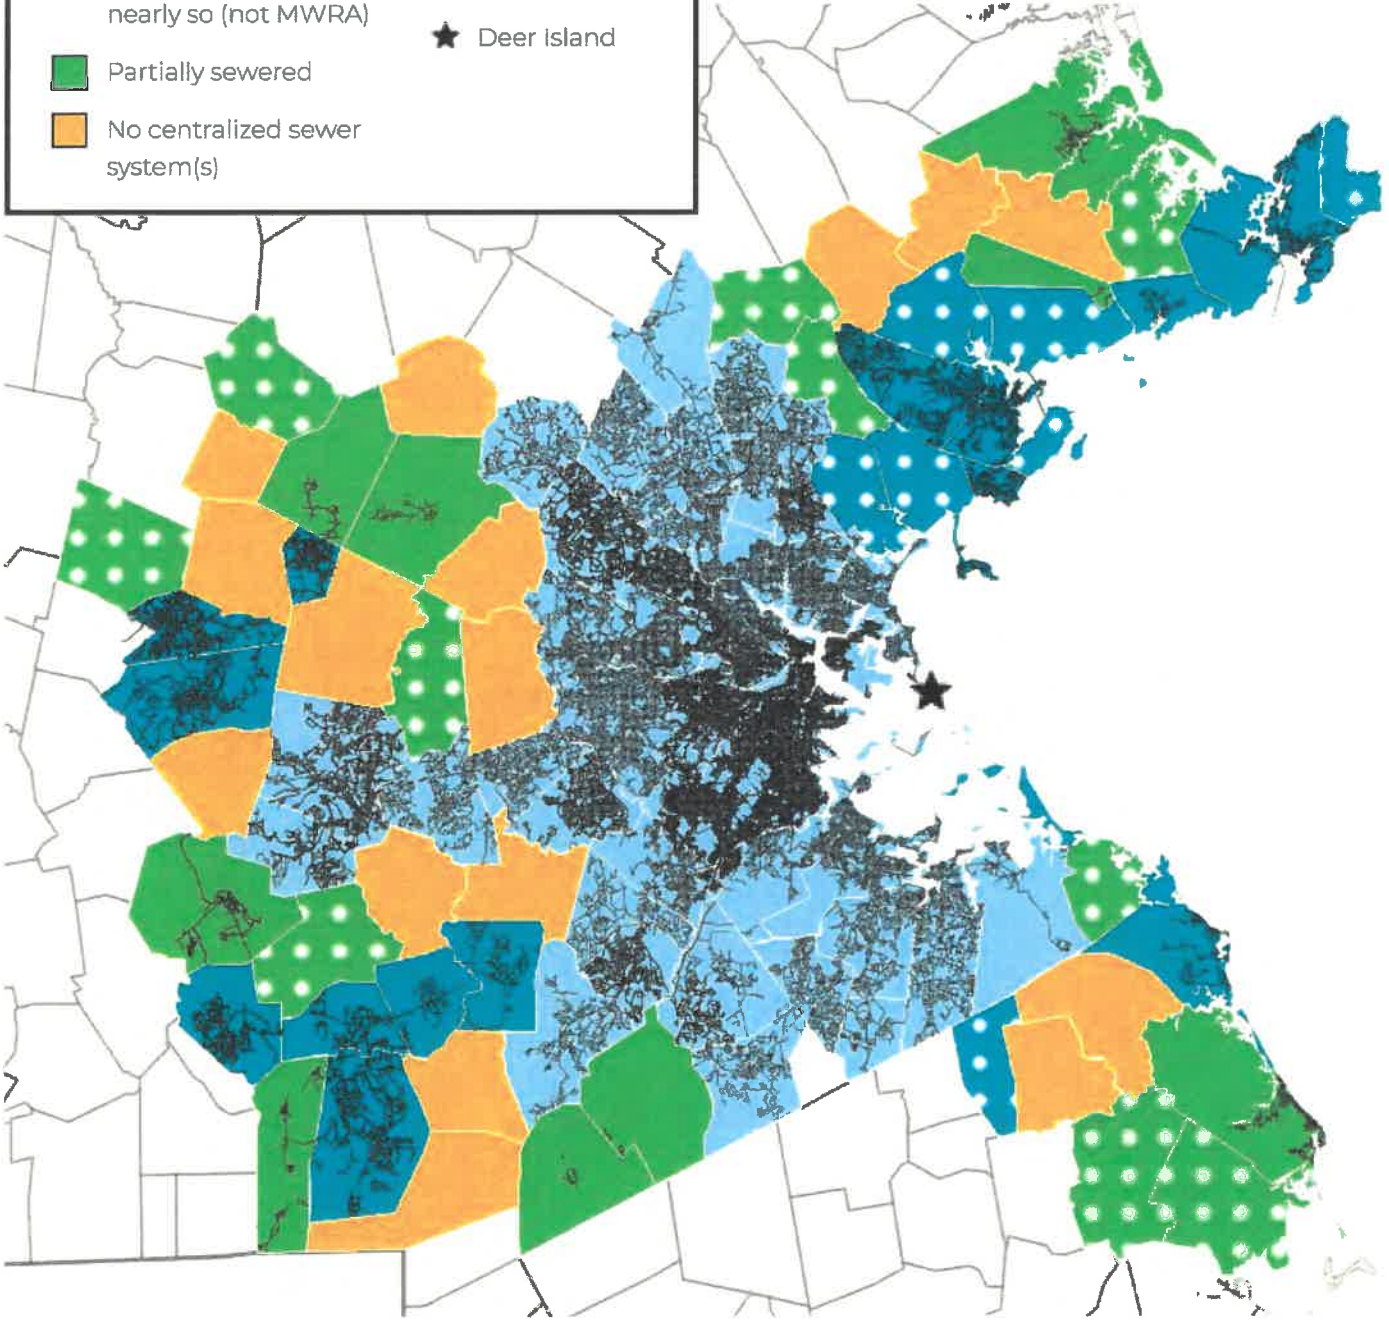 nearly so (not MWRA)
Deer Island
Partially sewered
No centralized sewer
system(s)